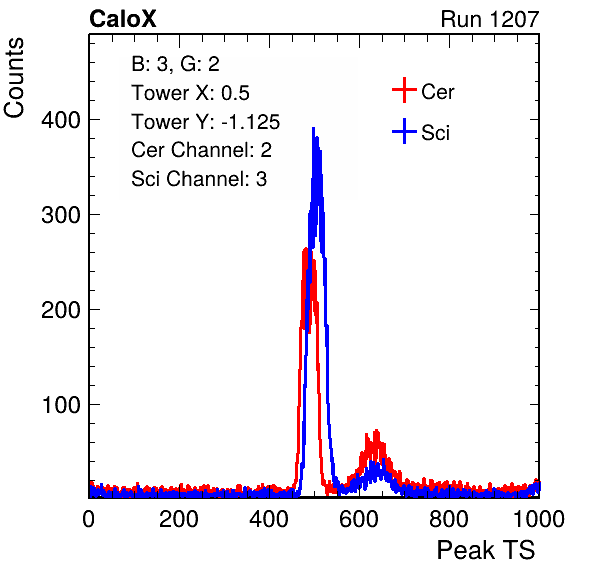 CaloX Run 1207
Counts
B: 3, G: 2
Tower X: 0.5
Tower Y: -1.125
Cer Channel: 2
Sci Channel: 3
Cer
Sci
400
300
200
100
0 200 400 600 800 1000
Peak TS